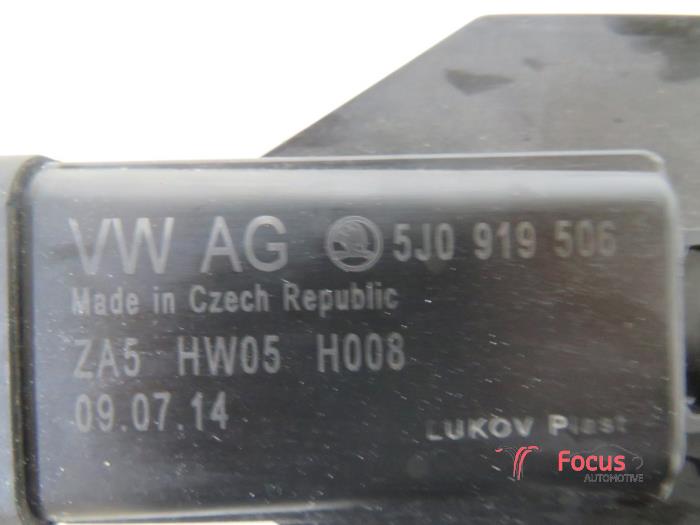 VW AG 5J0 919 506
Made in Czech Republic
ZA5 HW05 H008
09.07.14
LUKOV Plast
Focus
AUTOMOTIVE